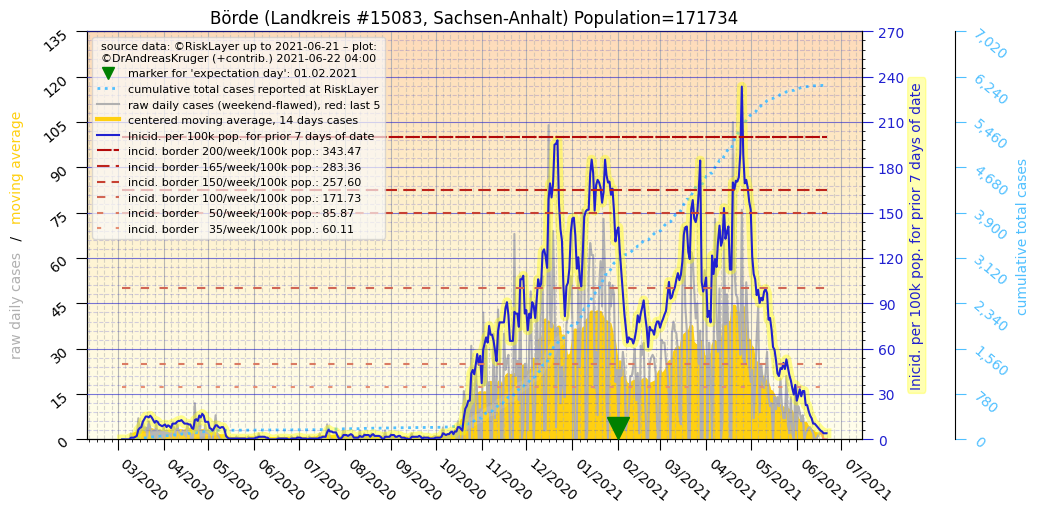 Börde (Landkreis #15083, Sachsen-Anhalt) Population=171734
source data: ©RiskLayer up to 2021-06-21 – plot:
©DrAndreasKruger (+contrib.) 2021-06-22 04:00
marker for 'expectation day': 01.02.2021
cumulative total cases reported at RiskLayer
raw daily cases (weekend-flawed), red: last 5
centered moving average, 14 days cases
Inicid. per 100k pop. for prior 7 days of date
incid. border 200/week/100k pop.: 343.47
incid. border 165/week/100k pop.: 283.36
incid. border 150/week/100k pop.: 257.60
incid. border 100/week/100k pop.: 171.73
incid. border   50/week/100k pop.: 85.87
incid. border   35/week/100k pop.: 60.11
raw daily cases   /   moving average
135
120
105
90
75
60
45
30
15
0
270
240
210
180
150
120
90
60
30
0
Inicid. per 100k pop. for prior 7 days of date
7,020
6,240
5,460
4,680
3,900
3,120
2,340
1,560
780
0
cumulative total cases
03/2020
04/2020
05/2020
06/2020
07/2020
08/2020
09/2020
10/2020
11/2020
12/2020
01/2021
02/2021
03/2021
04/2021
05/2021
06/2021
07/2021